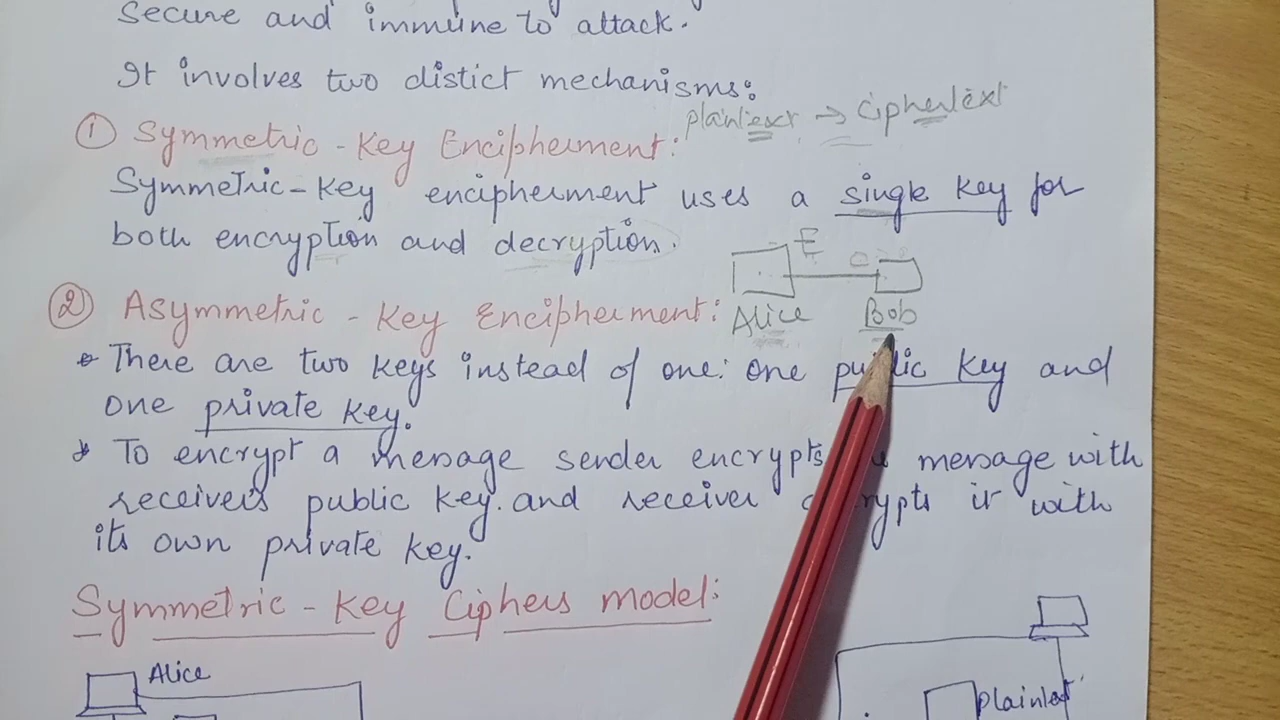 Secure and immune to attack.
It involves two distict mechanisms:
plaintext → ciphertext
① Symmetric-Key Encipherment:
Symmetric-Key encipherment uses a single key for
both encryption and decryption.
E
Alice Bob
② Asymmetric-Key Encipherment:
* There are two keys instead of one: one public key and
one private key.
* To encrypt a message sender encrypts message with
receiver's public key. and receiver it with
its own private key.
Symmetric-Key Ciphers model:
Alice
plaintext